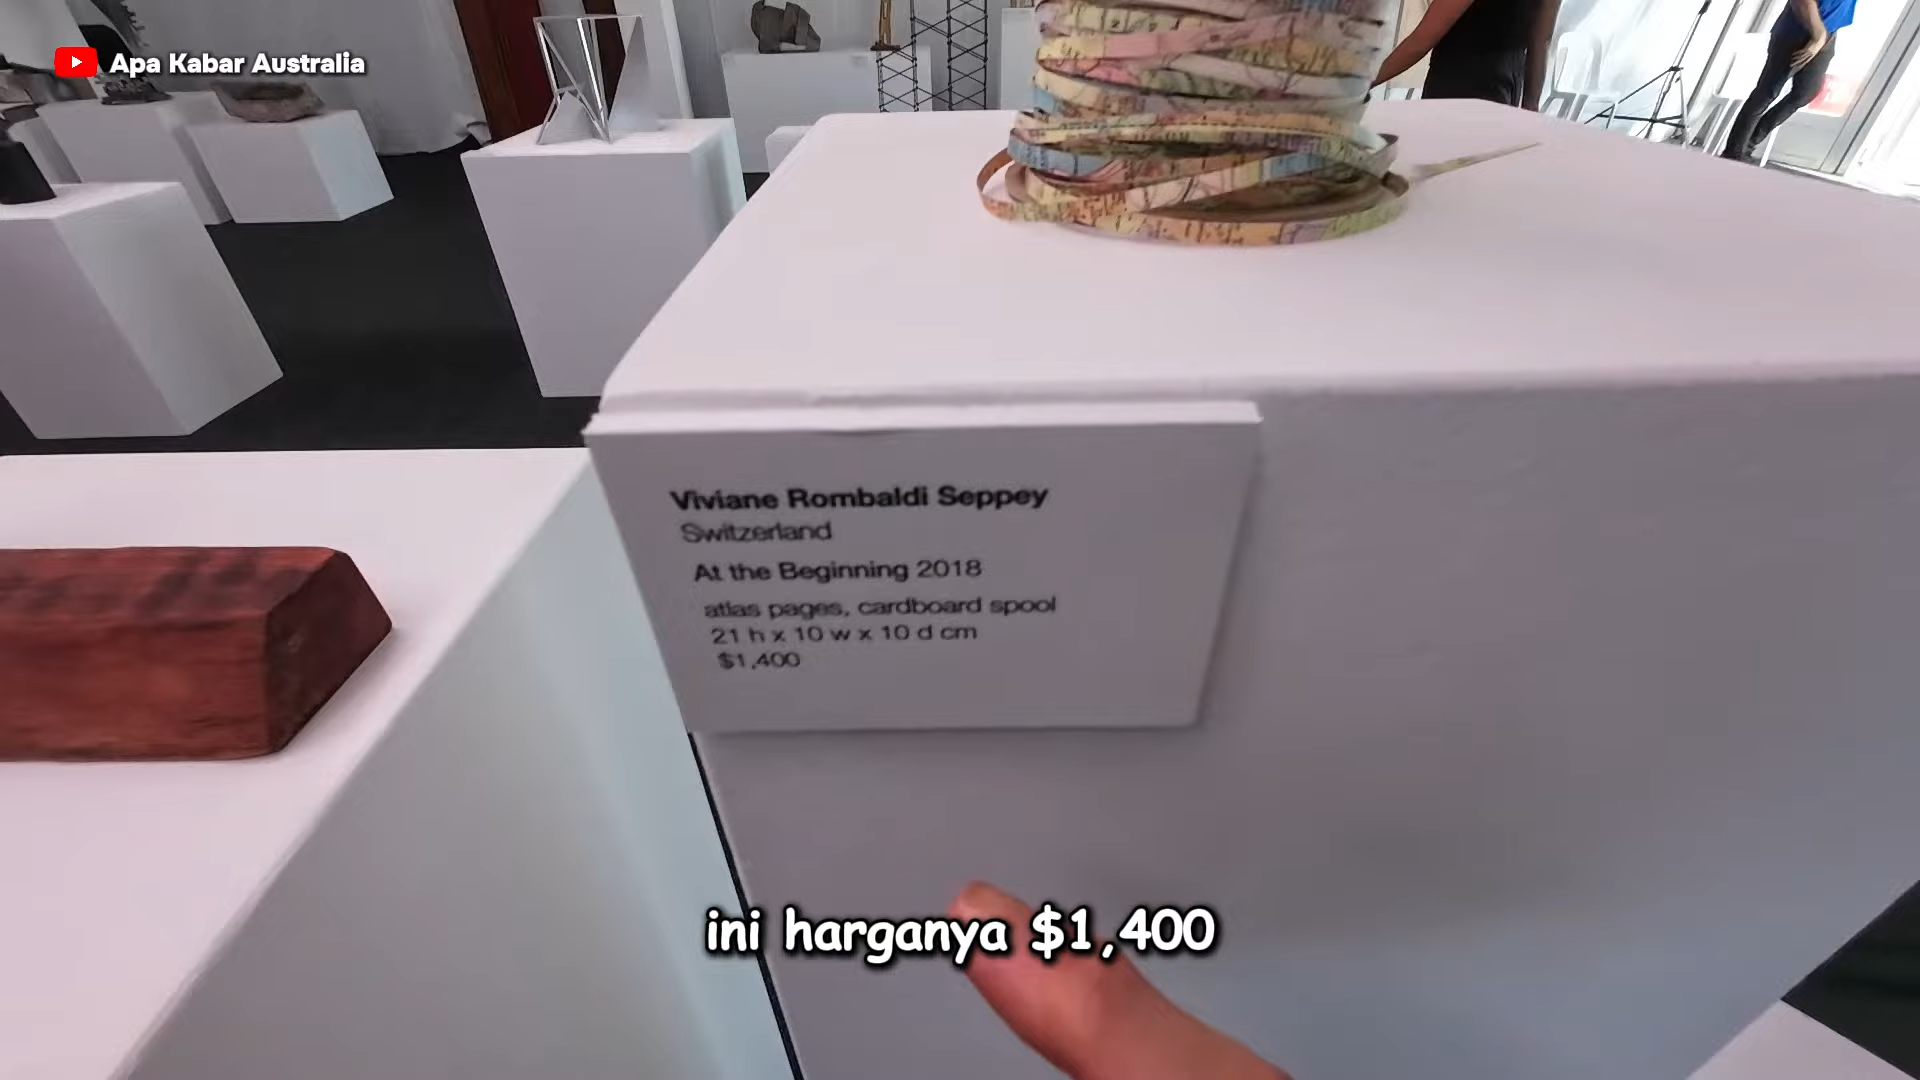 Apa Kabar Australia
Viviane Rombaldi Seppey
Switzerland
At the Beginning 2018
atlas pages, cardboard spool
21 h x 10 w x 10 d cm
$1,400
ini harganya $1,400